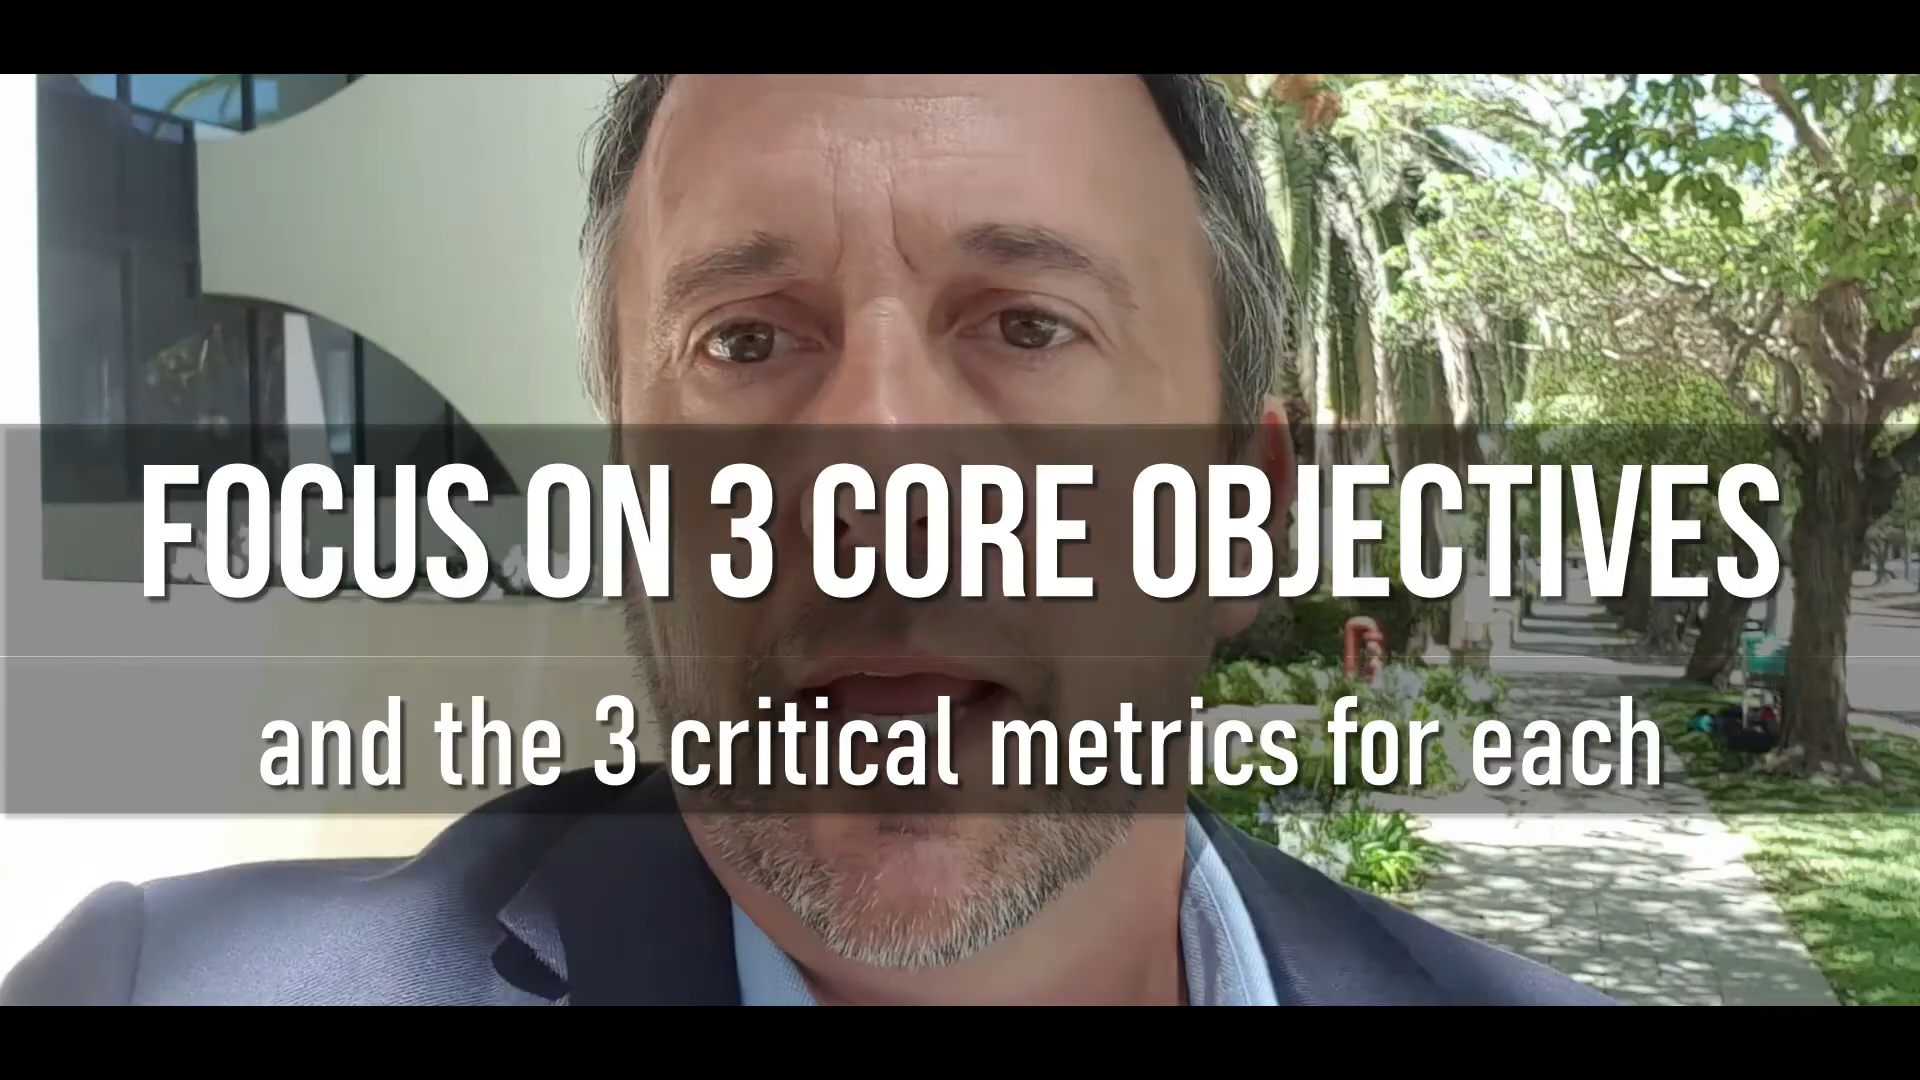 FOCUS ON 3 CORE OBJECTIVES
and the 3 critical metrics for each